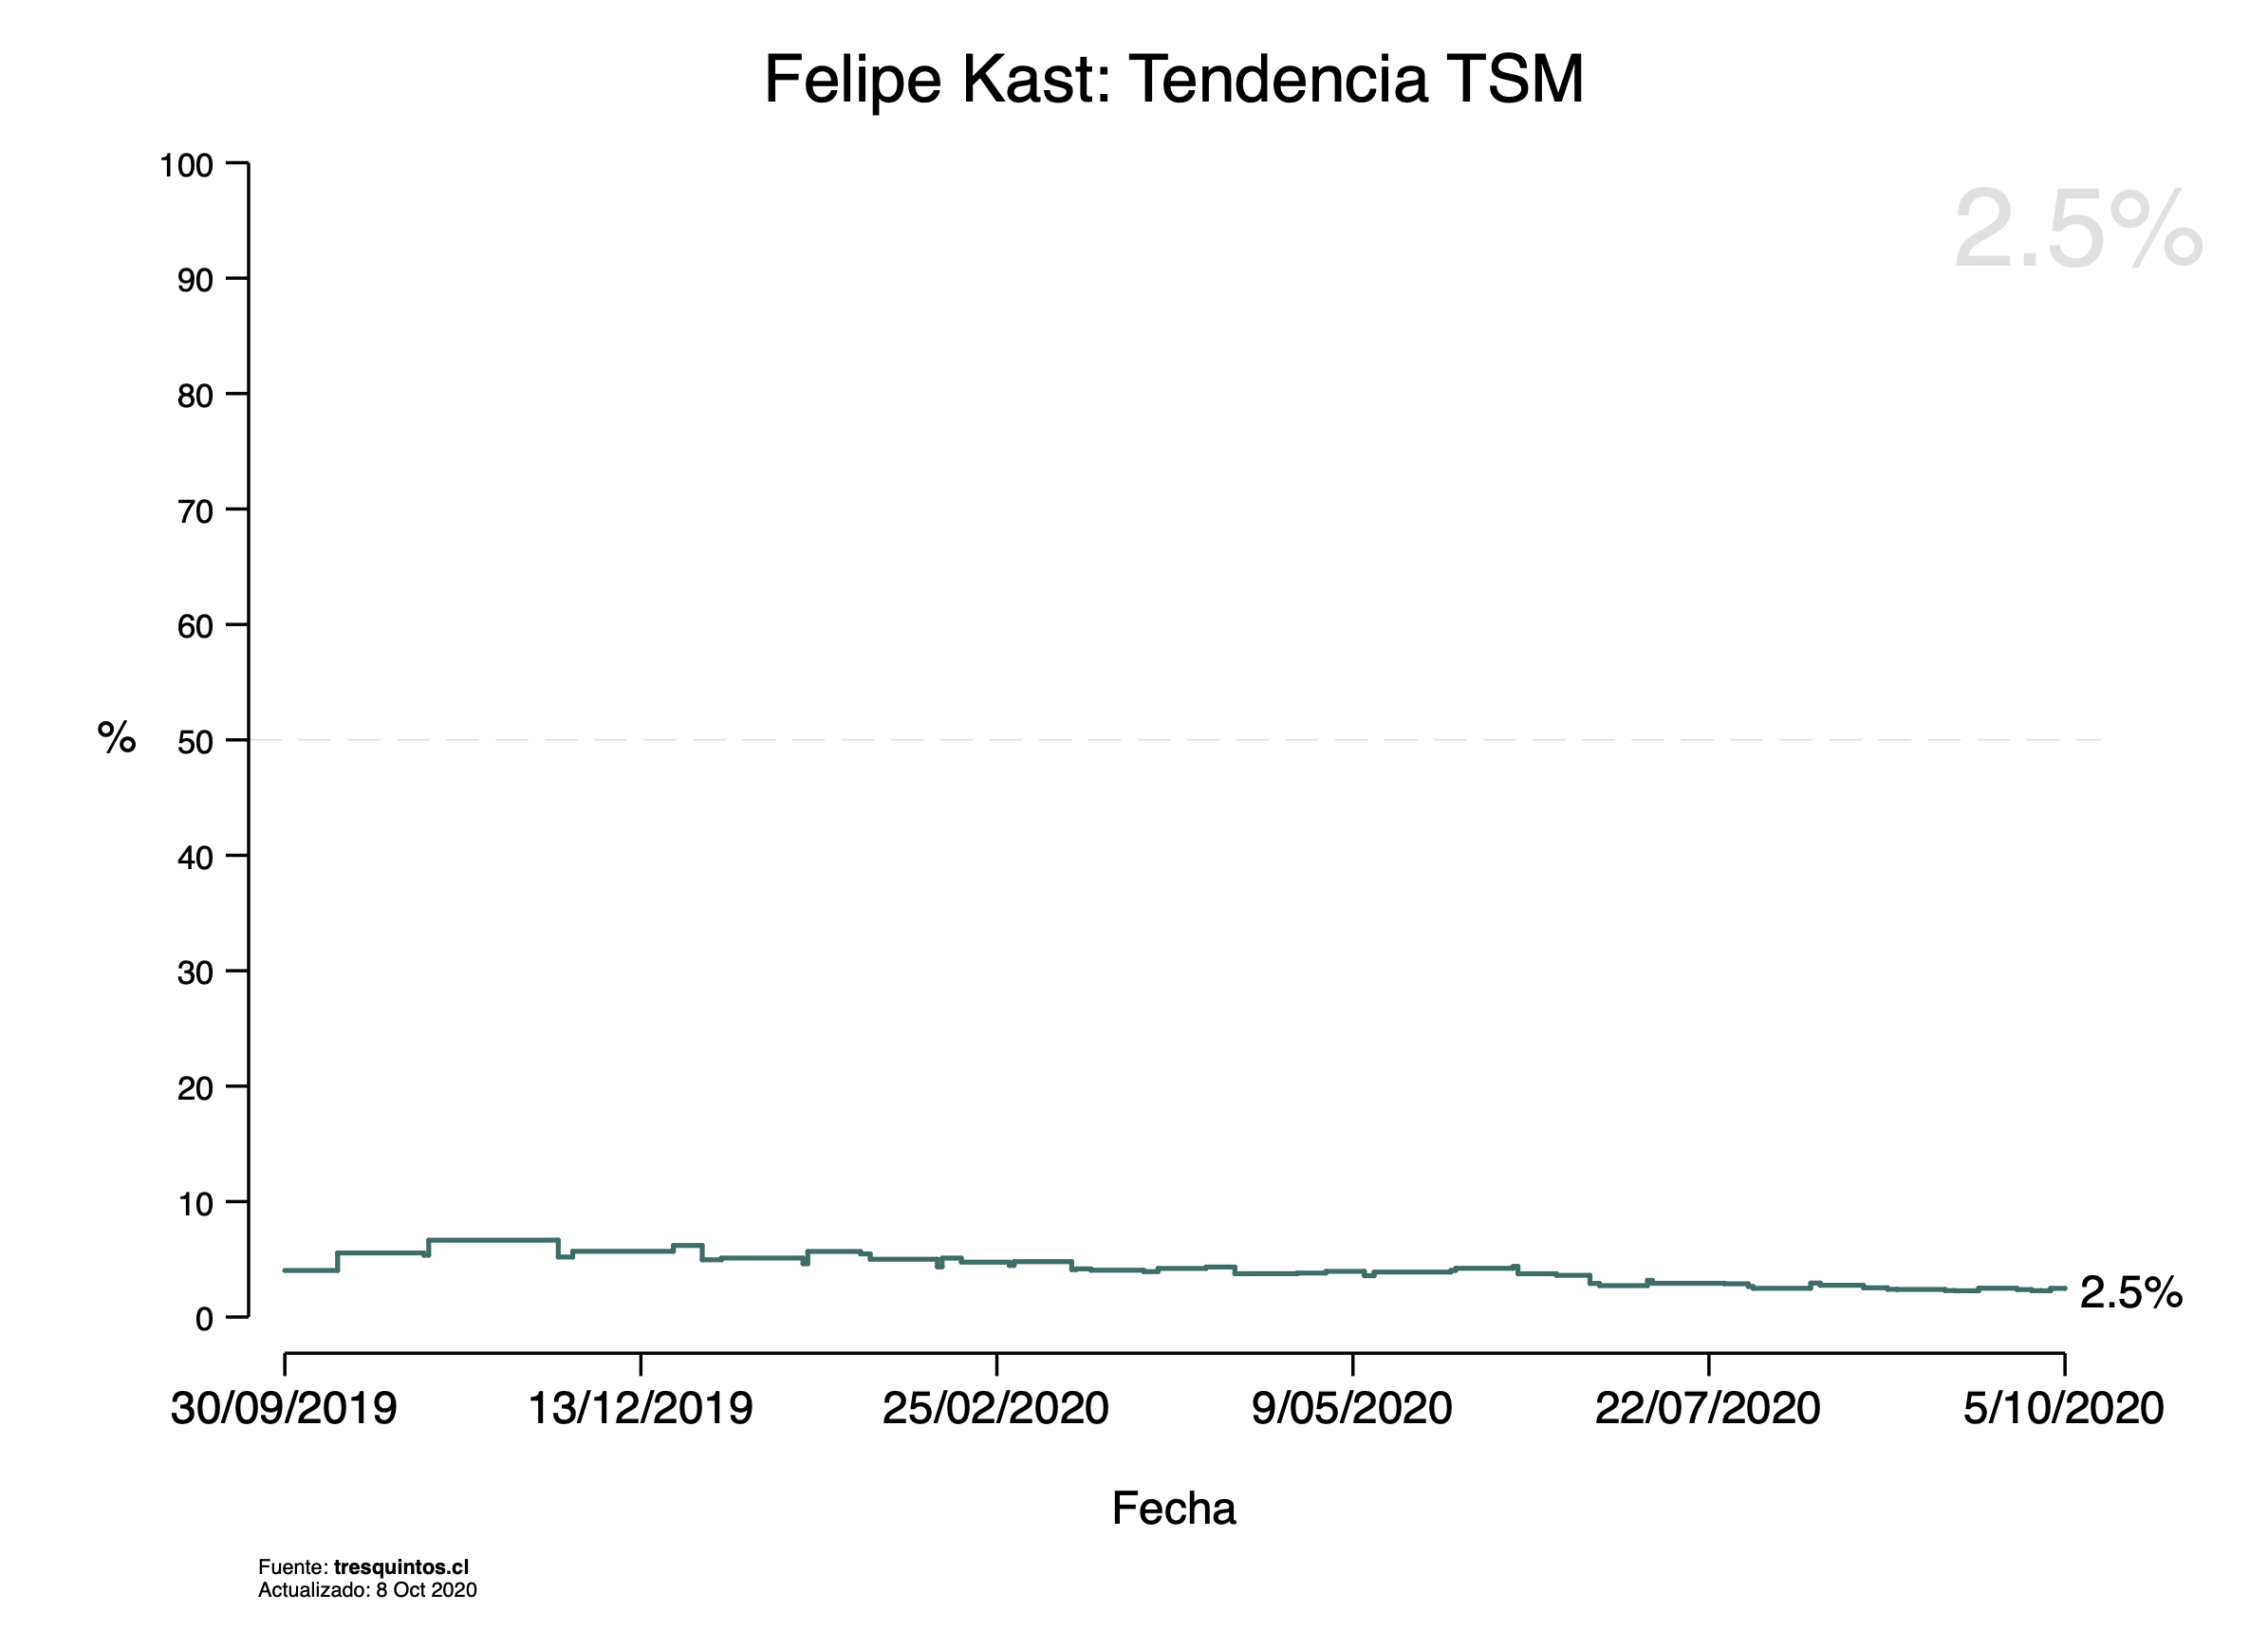 Felipe Kast: Tendencia TSM
2.5%
100
90
80
70
60
50
40
30
20
10
0
%
2.5%
30/09/2019 13/12/2019 25/02/2020 9/05/2020 22/07/2020 5/10/2020
Fecha
Fuente: tresquintos.cl
Actualizado: 8 Oct 2020